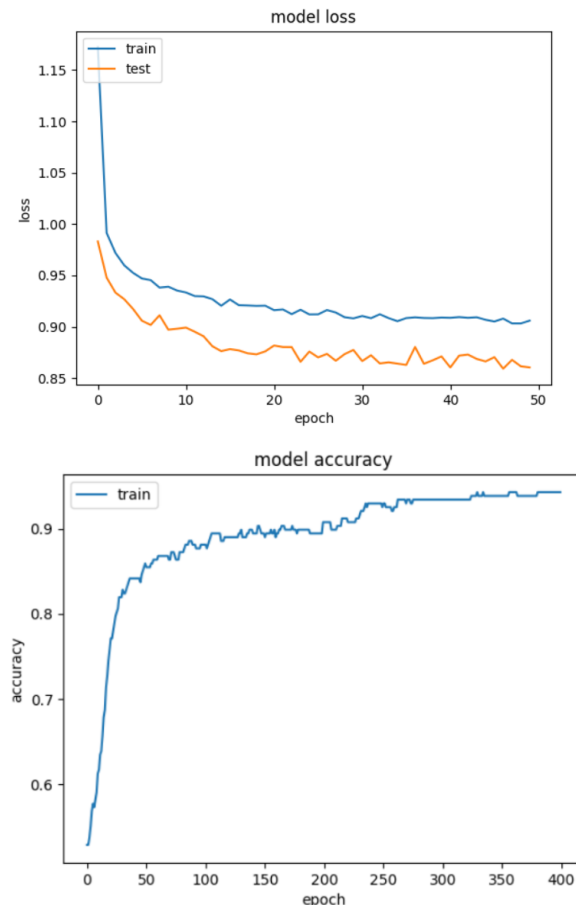 model loss
train
test
1.15
1.10
1.05
1.00
0.95
0.90
0.85
loss
0 10 20 30 40 50
epoch
model accuracy
train
0.9
0.8
0.7
0.6
accuracy
0 50 100 150 200 250 300 350 400
epoch